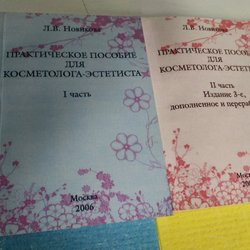 Л.В. Новикова
ПРАКТИЧЕСКОЕ ПОСОБИЕ
ДЛЯ
КОСМЕТОЛОГА-ЭСТЕТИСТА
I часть
Москва
2006
Л.В. Новикова
ПРАКТИЧЕСКОЕ ПОСОБ
ДЛЯ
КОСМЕТОЛОГА-ЭСТЕТ
II часть
Издание 3-е,
дополненное и перераб
Москва